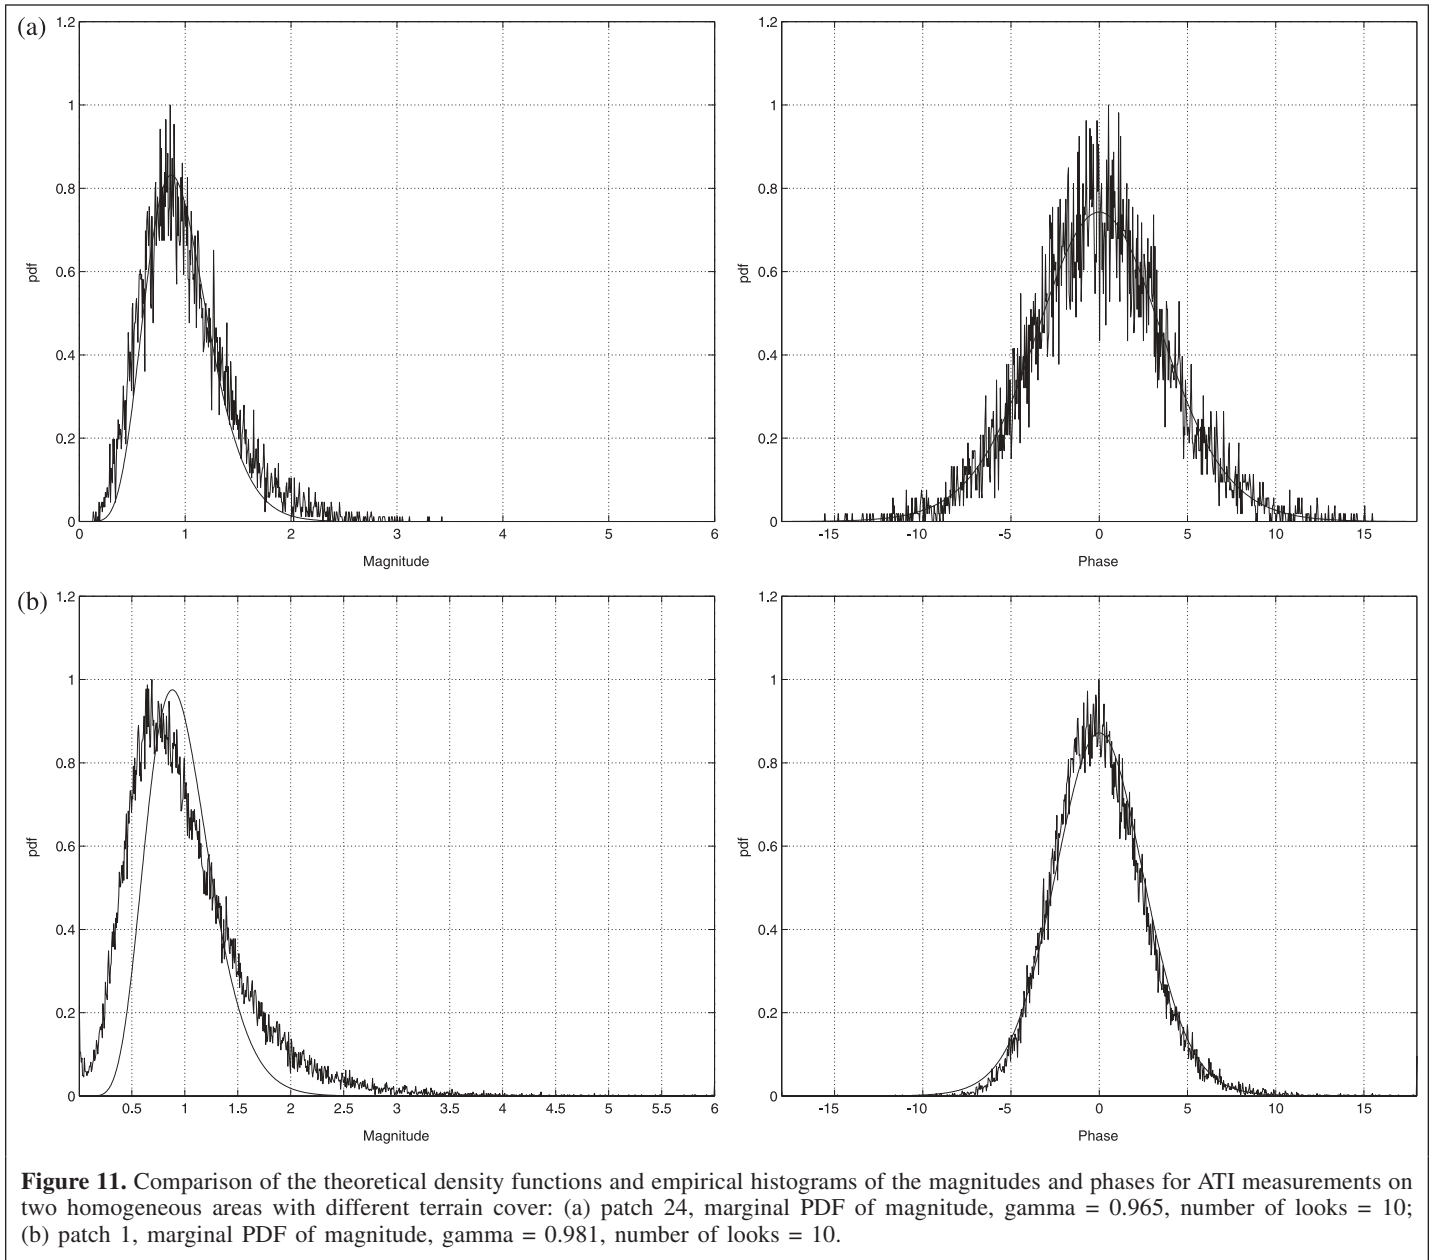 (a)
1.2
1
0.8
0.6
0.4
0.2
0
pdf
0 1 2 3 4 5 6
Magnitude
1.2
1
0.8
0.6
0.4
0.2
0
pdf
-15 -10 -5 0 5 10 15
Phase
(b)
1.2
1
0.8
0.6
0.4
0.2
0
pdf
0.5 1 1.5 2 2.5 3 3.5 4 4.5 5 5.5 6
Magnitude
1.2
1
0.8
0.6
0.4
0.2
0
pdf
-15 -10 -5 0 5 10 15
Phase
Figure 11. Comparison of the theoretical density functions and empirical histograms of the magnitudes and phases for ATI measurements on
two homogeneous areas with different terrain cover: (a) patch 24, marginal PDF of magnitude, gamma = 0.965, number of looks = 10;
(b) patch 1, marginal PDF of magnitude, gamma = 0.981, number of looks = 10.